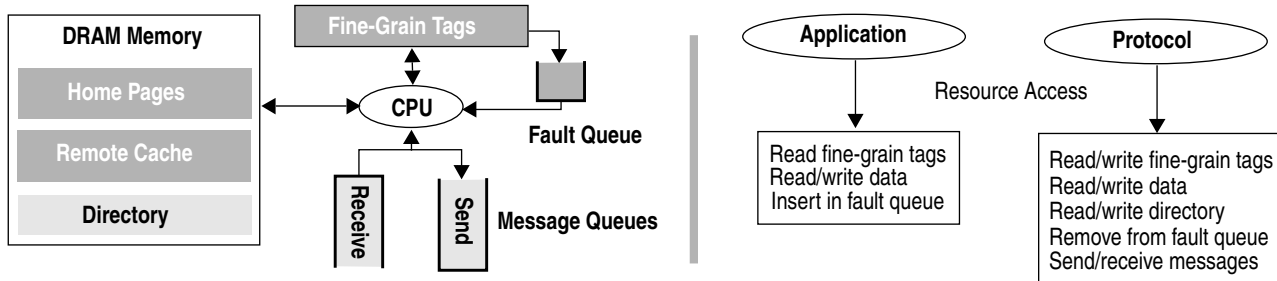 DRAM Memory
Home Pages
Remote Cache
Directory
Fine-Grain Tags
CPU
Fault Queue
Receive
Send
Message Queues
Application
Protocol
Resource Access
Read fine-grain tags
Read/write data
Insert in fault queue
Read/write fine-grain tags
Read/write data
Read/write directory
Remove from fault queue
Send/receive messages